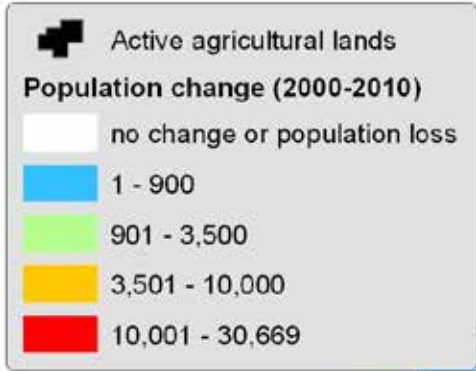 Active agricultural lands
Population change (2000-2010)
no change or population loss
1 - 900
901 - 3,500
3,501 - 10,000
10,001 - 30,669